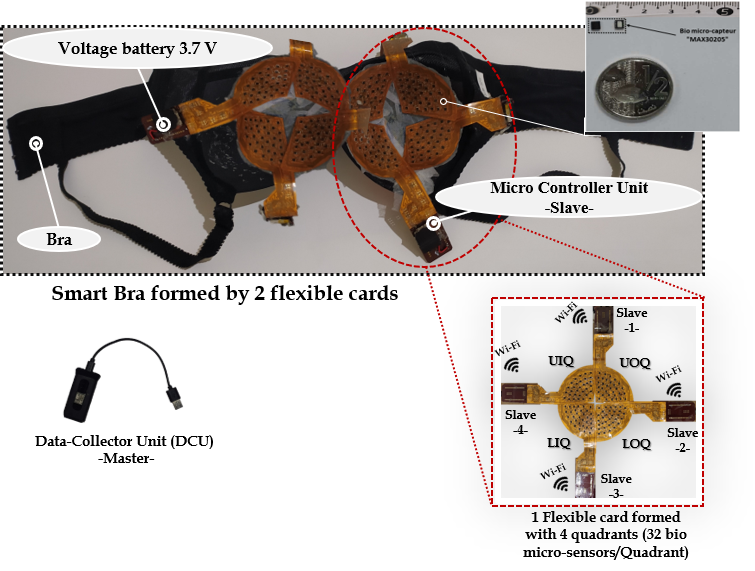 Voltage battery 3.7 V
Bra
Micro Controller Unit
-Slave-
Bio micro-capteur
"MAX30205"
Smart Bra formed by 2 flexible cards
Data-Collector Unit (DCU)
-Master-
Wi-Fi
Slave
-1-
Wi-Fi
UIQ
UOQ
Wi-Fi
Slave
-4-
Slave
-2-
LIQ
LOQ
Wi-Fi
Slave
-3-
1 Flexible card formed
with 4 quadrants (32 bio
micro-sensors/Quadrant)